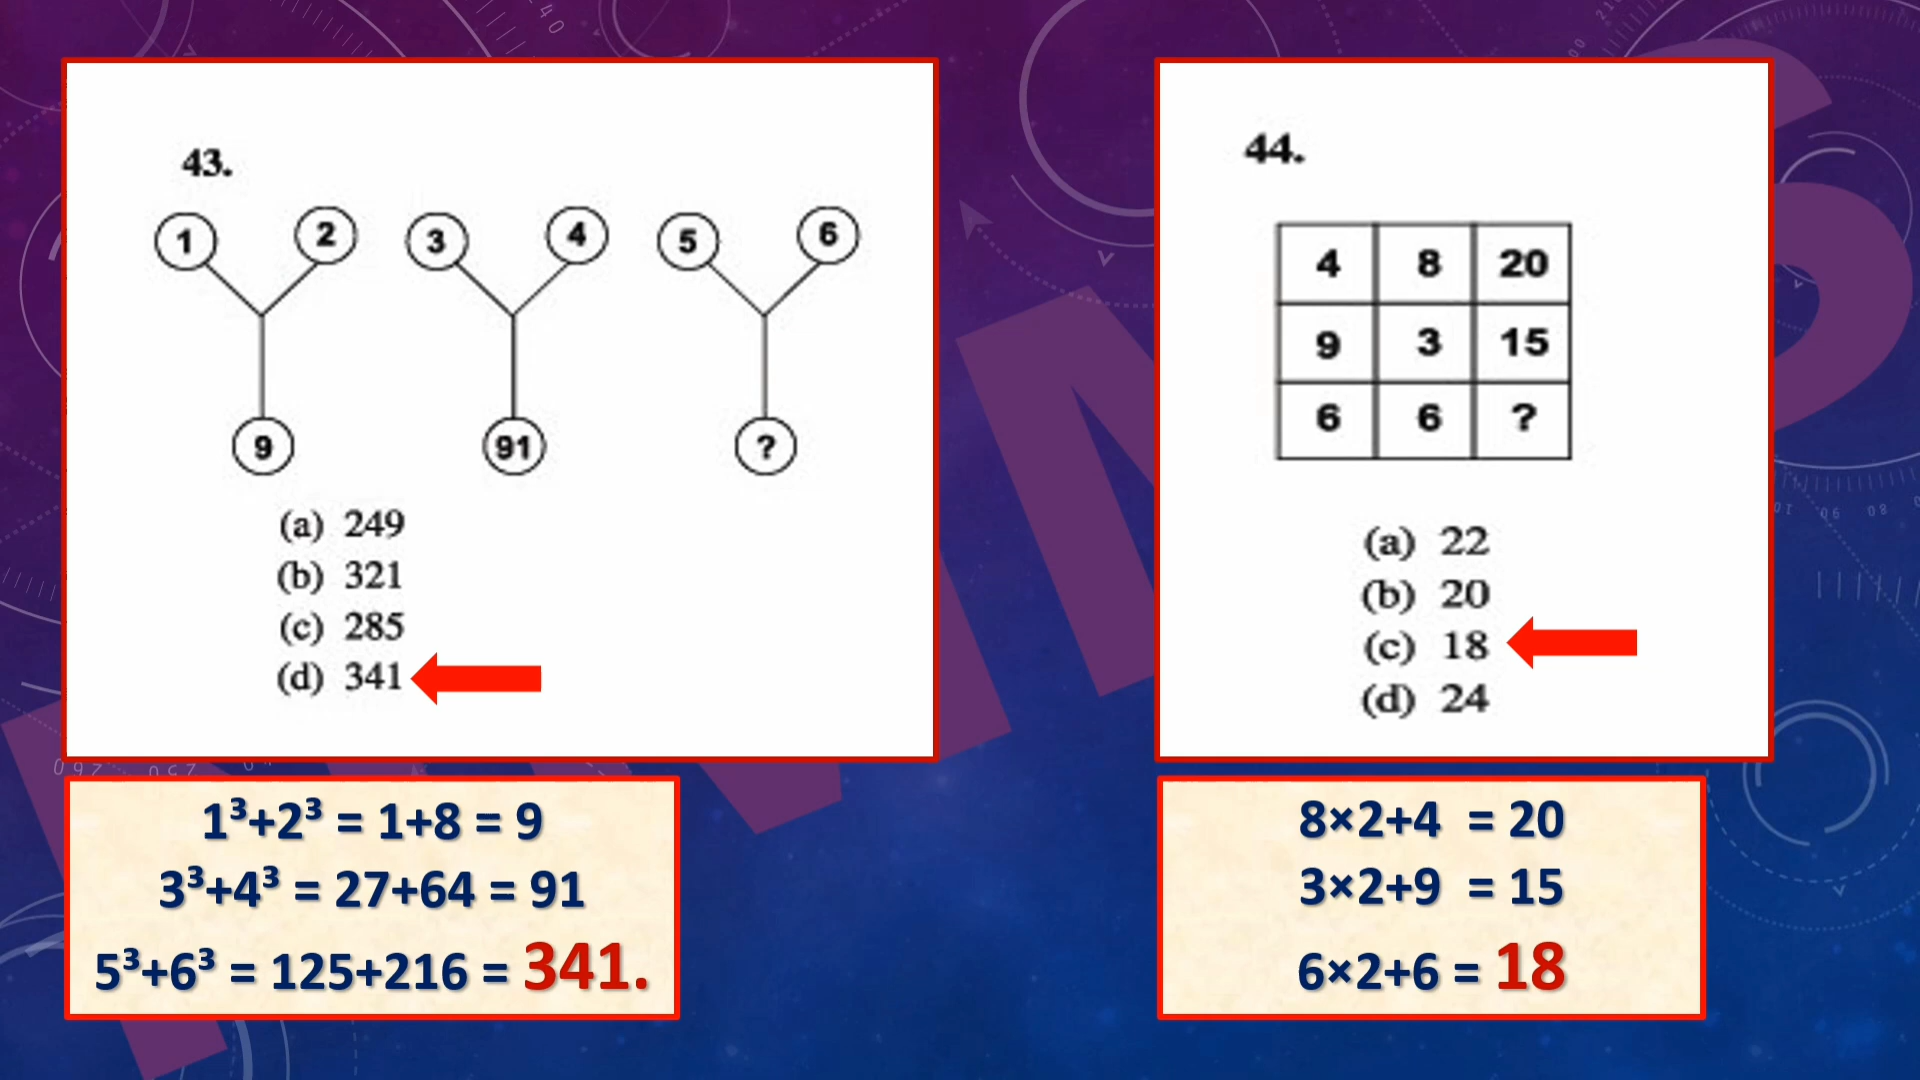 43.
1 2 3 4 5 6
9 91 ?
(a) 249
(b) 321
(c) 285
(d) 341
1³+2³ = 1+8 = 9
3³+4³ = 27+64 = 91
5³+6³ = 125+216 = 341.
44.
4 8 20
9 3 15
6 6 ?
(a) 22
(b) 20
(c) 18
(d) 24
8×2+4 = 20
3×2+9 = 15
6×2+6 = 18